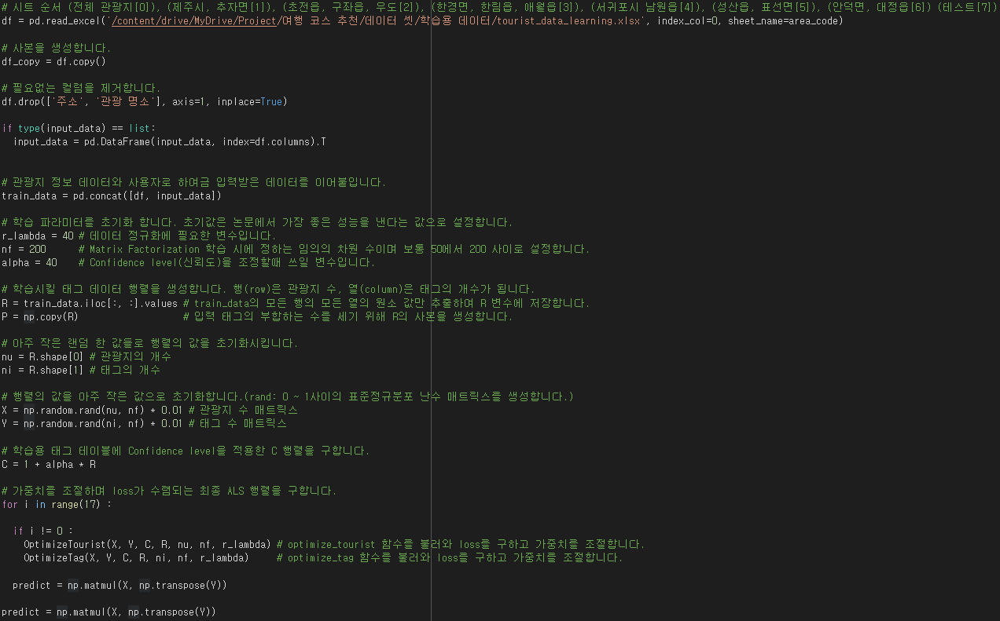 # 시트 순서 (전체 관광지[0]), (제주시, 추자면[1]), (조천읍, 구좌읍, 우도[2]), (한경면, 한림읍, 애월읍[3]), (서귀포시 남원읍[4]), (성산읍, 표선면[5]), (안덕면, 대정읍[6]) (테스트[7])
df = pd.read_excel('/content/drive/MyDrive/Project/여행 코스 추천/데이터 셋/학습용 데이터/tourist_data_learning.xlsx', index_col=0, sheet_name=area_code)
# 사본을 생성합니다.
df_copy = df.copy()
# 필요없는 컬럼을 제거합니다.
df.drop(['주소', '관광 명소'], axis=1, inplace=True)
if type(input_data) == list:
input_data = pd.DataFrame(input_data, index=df.columns).T
# 관광지 정보 데이터와 사용자로 하여금 입력받은 데이터를 이어붙입니다.
train_data = pd.concat([df, input_data])
# 학습 파라미터를 초기화 합니다. 초기값은 논문에서 가장 좋은 성능을 낸다는 값으로 설정합니다.
r_lambda = 40 # 데이터 정규화에 필요한 변수입니다.
nf = 200 # Matrix Factorization 학습 시에 정하는 임의의 차원 수이며 보통 50에서 200 사이로 설정합니다.
alpha = 40 # Confidence level(신뢰도)을 조정할때 쓰일 변수입니다.
# 학습시킬 태그 데이터 행렬을 생성합니다. 행(row)은 관광지 수, 열(column)은 태그의 개수가 됩니다.
R = train_data.iloc[:, :].values # train_data의 모든 행의 모든 열의 원소 값만 추출하며 R 변수에 저장합니다.
P = np.copy(R) # 입력 태그의 부합하는 수를 세기 위해 R의 사본을 생성합니다.
# 아주 작은 랜덤 한 값들로 행렬의 값을 초기화시킵니다.
nu = R.shape[0] # 관광지의 개수
ni = R.shape[1] # 태그의 개수
# 행렬의 값을 아주 작은 값으로 초기화합니다.(rand: 0 ~ 1사이의 표준정규분포 난수 매트릭스를 생성합니다.)
X = np.random.rand(nu, nf) * 0.01 # 관광지 수 매트릭스
Y = np.random.rand(ni, nf) * 0.01 # 태그 수 매트릭스
# 학습용 태그 테이블에 Confidence level을 적용한 C 행렬을 구합니다.
C = 1 + alpha * R
# 가중치를 조절하며 loss가 수렴되는 최종 ALS 행렬을 구합니다.
for i in range(17) :
if i != 0 :
OptimizeTourist(X, Y, C, R, nu, nf, r_lambda) # optimize_tourist 함수를 불러와 loss를 구하고 가중치를 조절합니다.
OptimizeTag(X, Y, C, R, ni, nf, r_lambda) # optimize_tag 함수를 불러와 loss를 구하고 가중치를 조절합니다.
predict = np.matmul(X, np.transpose(Y))
predict = np.matmul(X, np.transpose(Y))